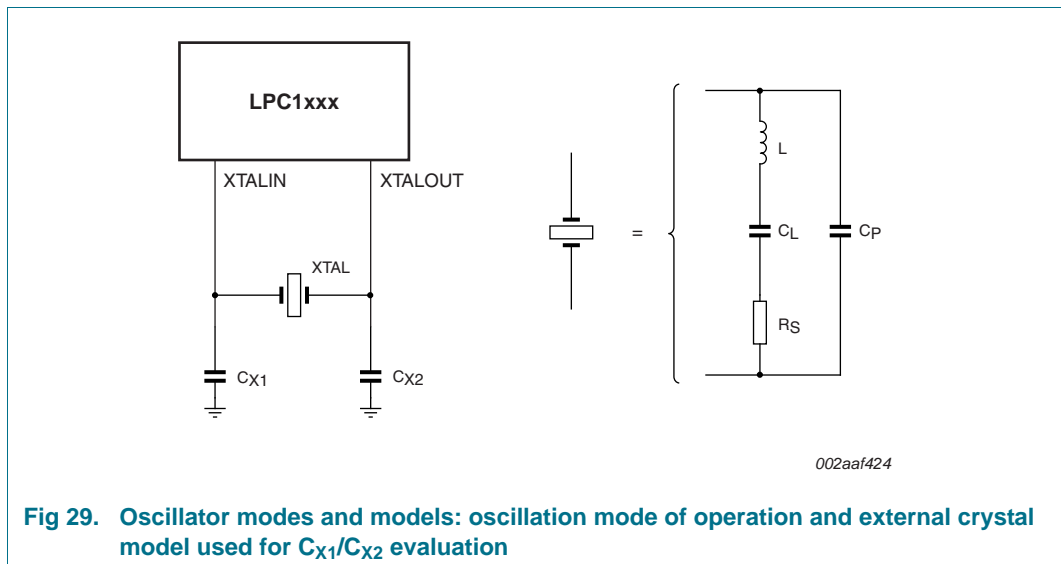 LPC1xxx
XTALIN
XTALOUT
XTAL
CX1
CX2
=
L
CL
CP
RS
002aaf424
Fig 29. Oscillator modes and models: oscillation mode of operation and external crystal
model used for CX1/CX2 evaluation